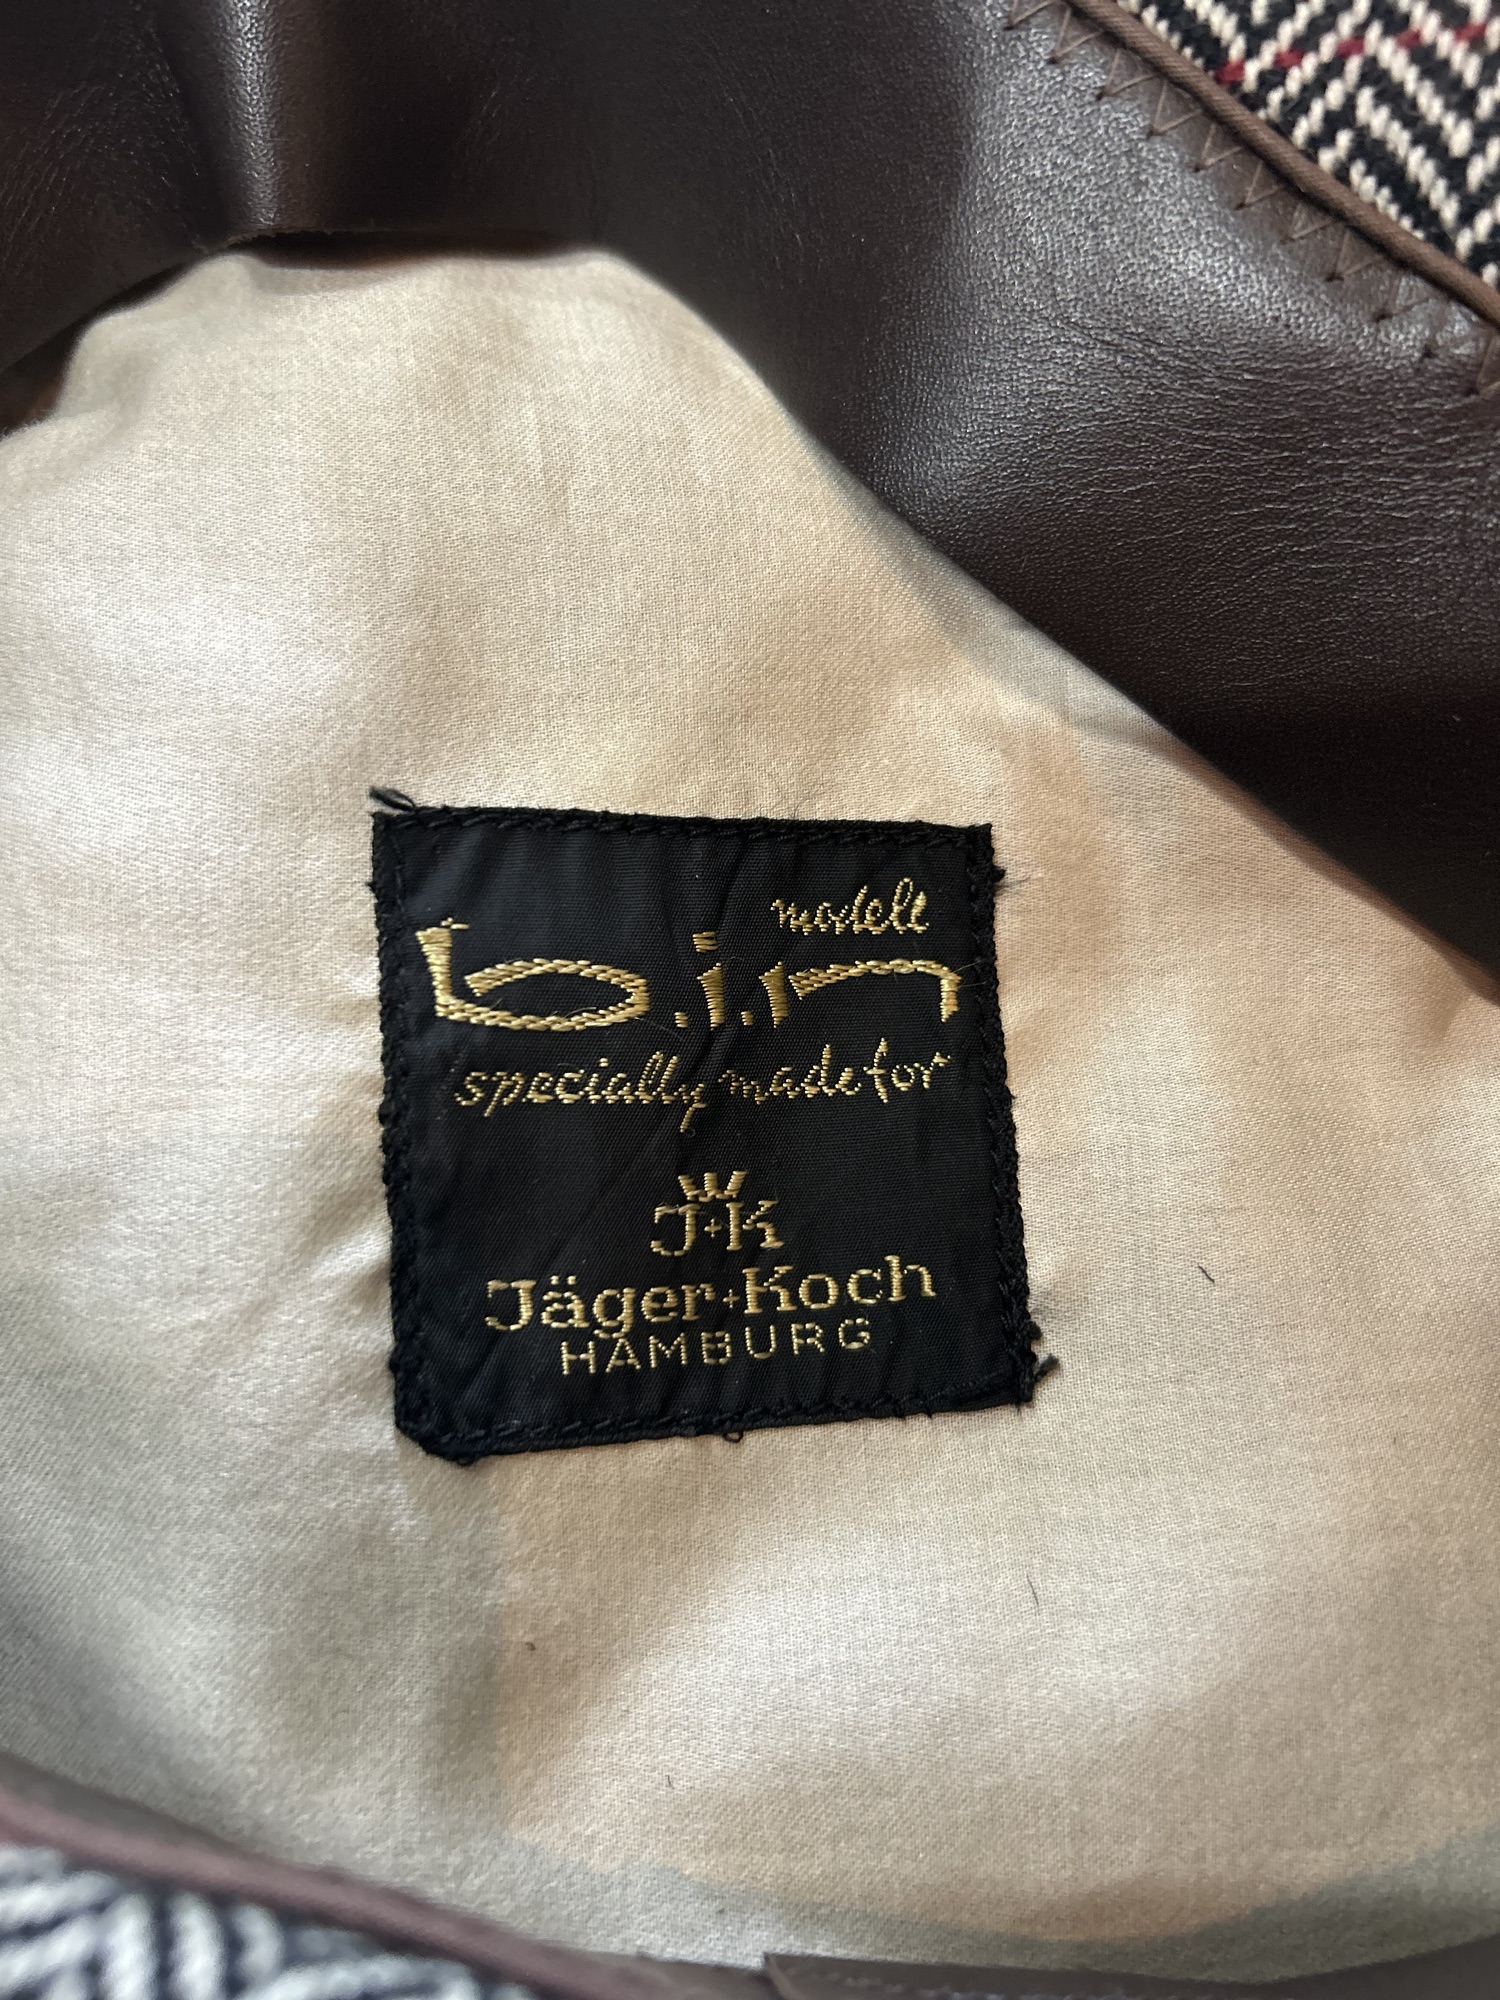 modell
b.i.n
specially made for
J+K
Jäger+Koch
HAMBURG